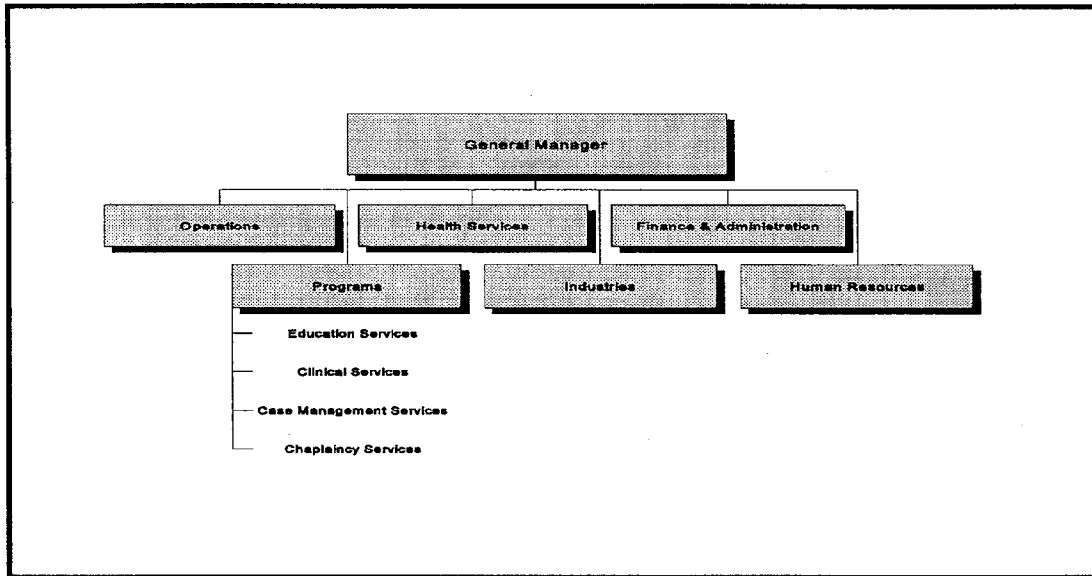 General Manager
Operations
Health Services
Finance & Administration
Programs
Industries
Human Resources
Education Services
Clinical Services
Case Management Services
Chaplaincy Services